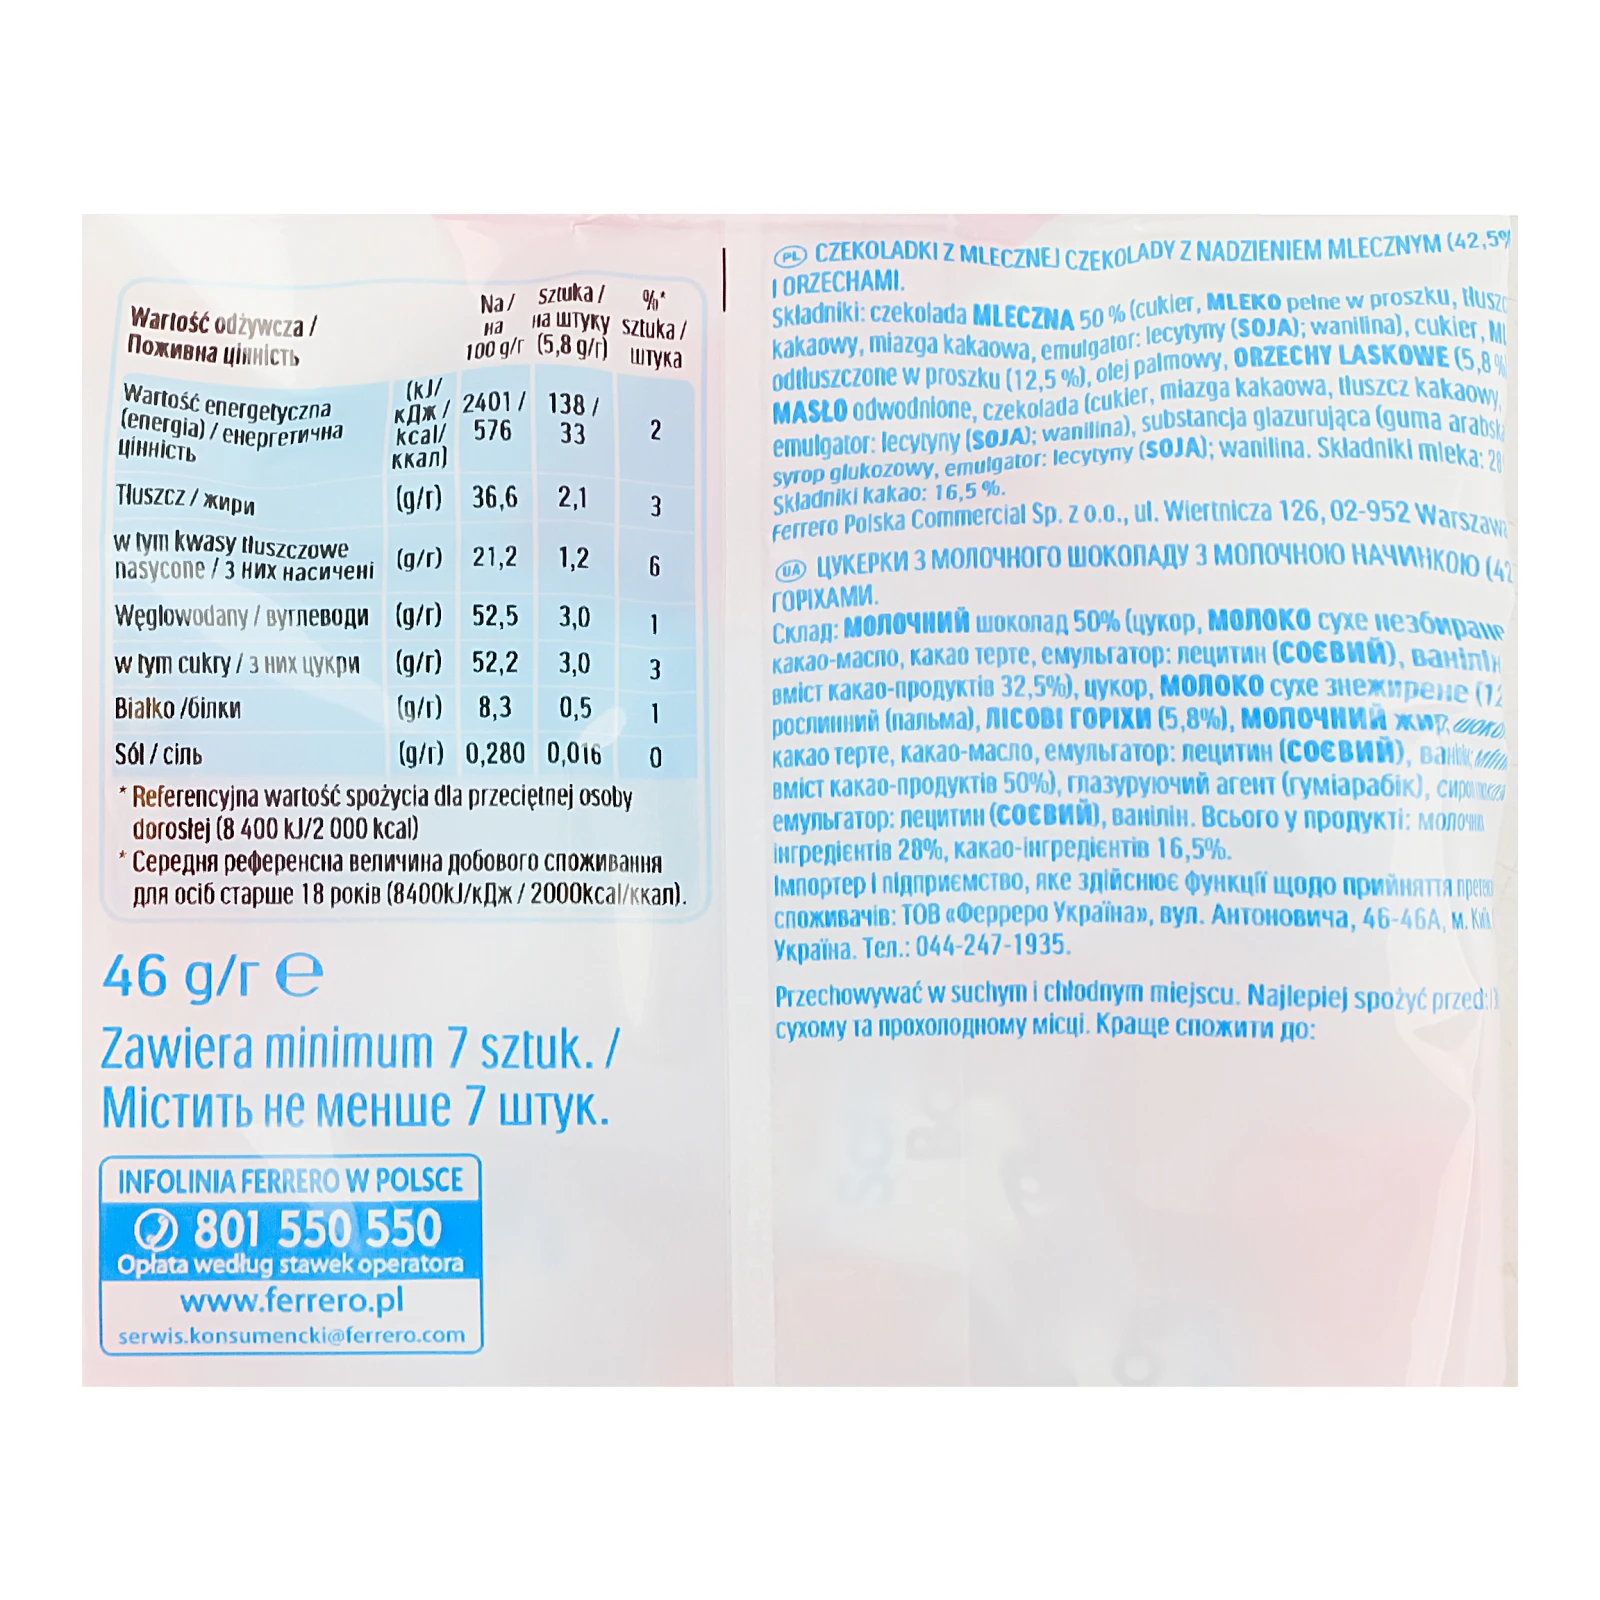 Wartość odżywcza /
Поживна цінність
Na / на 100 g/г
Sztuka / на штуку (5,8 g/г)
%* sztuka / штука
Wartość energetyczna (energia) / енергетична цінність (kJ/ кДж / kcal/ ккал) 2401 / 576 138 / 33 2
Tłuszcz / жири (g/г) 36,6 2,1 3
w tym kwasy tłuszczowe nasycone / з них насичені (g/г) 21,2 1,2 6
Węglowodany / вуглеводи (g/г) 52,5 3,0 1
w tym cukry / з них цукри (g/г) 52,2 3,0 3
Białko /білки (g/г) 8,3 0,5 1
Sól / сіль (g/г) 0,280 0,016 0
* Referencyjna wartość spożycia dla przeciętnej osoby
dorosłej (8 400 kJ/2 000 kcal)
* Середня референсна величина добового споживання
для осіб старше 18 років (8400kJ/кДж / 2000kcal/ккал).
46 g/г e
Zawiera minimum 7 sztuk. /
Містить не менше 7 штук.
INFOLINIA FERRERO W POLSCE
801 550 550
Opłata według stawek operatora
www.ferrero.pl
serwis.konsumencki@ferrero.com
PL CZEKOLADKI Z MLECZNEJ CZEKOLADY Z NADZIENIEM MLECZNYM (42,5%
I ORZECHAMI.
Składniki: czekolada MLECZNA 50 % (cukier, MLEKO pełne w proszku,
kakaowy, miazga kakaowa, emulgator: lecytyny (SOJA); wanilina), cukier,
odtłuszczone w proszku (12,5 %), olej palmowy, ORZECHY LASKOWE (5,8 %
MASŁO odwodnione, czekolada (cukier, miazga kakaowa, tłuszcz kakaowy,
emulgator: lecytyny (SOJA); wanilina), substancja glazurująca (guma
syrop glukozowy, emulgator: lecytyny (SOJA); wanilina. Składniki mleka:
Składniki kakao: 16,5 %.
Ferrero Polska Commercial Sp. z o.o., ul. Wiertnicza 126, 02-952
UA ЦУКЕРКИ З МОЛОЧНОГО ШОКОЛАДУ З МОЛОЧНОЮ НАЧИНКОЮ (42
ГОРІХАМИ.
Склад: МОЛОЧНИЙ шоколад 50% (цукор, МОЛОКО сухе
какао-масло, какао терте, емульгатор: лецитин (СОЄВИЙ),
вміст какао-продуктів 32,5%), цукор, МОЛОКО сухе знежирене
рослинний (пальма), ЛІСОВІ ГОРІХИ (5,8%), МОЛОЧНИЙ жир,
какао терте, какао-масло, емульгатор: лецитин (СОЄВИЙ),
вміст какао-продуктів 50%), глазуруючий агент (гуміарабік),
емульгатор: лецитин (СОЄВИЙ), ванілін. Всього у продукті:
інгредієнтів 28%, какао-інгредієнтів 16,5%.
Імпортер і підприємство, яке здійснює функції щодо прийняття
споживачів: ТОВ «Ферреро Україна», вул. Антоновича, 46-46А, м.
Україна. Тел.: 044-247-1935.
Przechowywać w suchym i chłodnym miejscu. Najlepiej spożyć przed:
сухому та прохолодному місці. Краще спожити до: